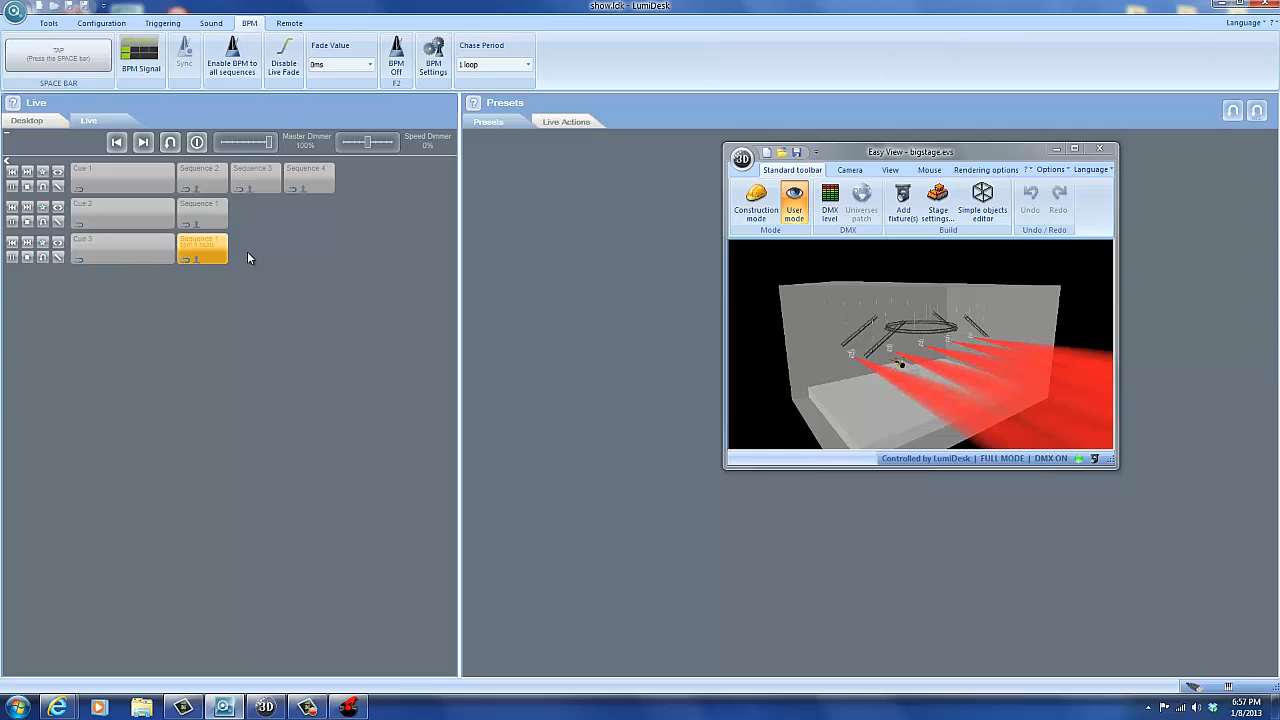 show.ldk - LumiDesk
Tools Configuration Triggering Sound BPM Remote
Language ?
TAP
(Press the SPACE bar)
BPM Signal
Sync
Enable BPM to
all sequences
Disable
Live Fade
Fade Value
0ms
BPM
Off
BPM
Settings
Chase Period
1 loop
SPACE BAR
F2
? Live
Desktop Live
Master Dimmer
100%
Speed Dimmer
0%
Cue 1 Sequence 2 Sequence 3 Sequence 4
Cue 2 Sequence 1
Cue 3 Sequence 1
? Presets
Presets Live Actions
3D
Easy View - bigstage.evs
Standard toolbar Camera View Mouse Rendering options ? Options Language
Construction
mode
User
mode
DMX
level
Universes
patch
Add
fixture(s)
Stage
settings...
Simple objects
editor
Undo
Redo
Mode DMX Build Undo / Redo
Controlled by LumiDesk | FULL MODE | DMX ON
3D
6:57 PM
1/8/2013